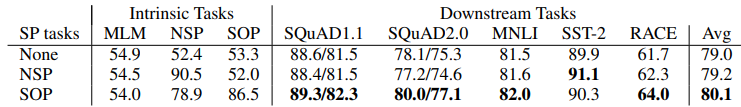 Intrinsic Tasks Downstream Tasks
SP tasks MLM NSP SOP SQuAD1.1 SQuAD2.0 MNLI SST-2 RACE Avg
None 54.9 52.4 53.3 88.6/81.5 78.1/75.3 81.5 89.9 61.7 79.0
NSP 54.5 90.5 52.0 88.4/81.5 77.2/74.6 81.6 91.1 62.3 79.2
SOP 54.0 78.9 86.5 89.3/82.3 80.0/77.1 82.0 90.3 64.0 80.1